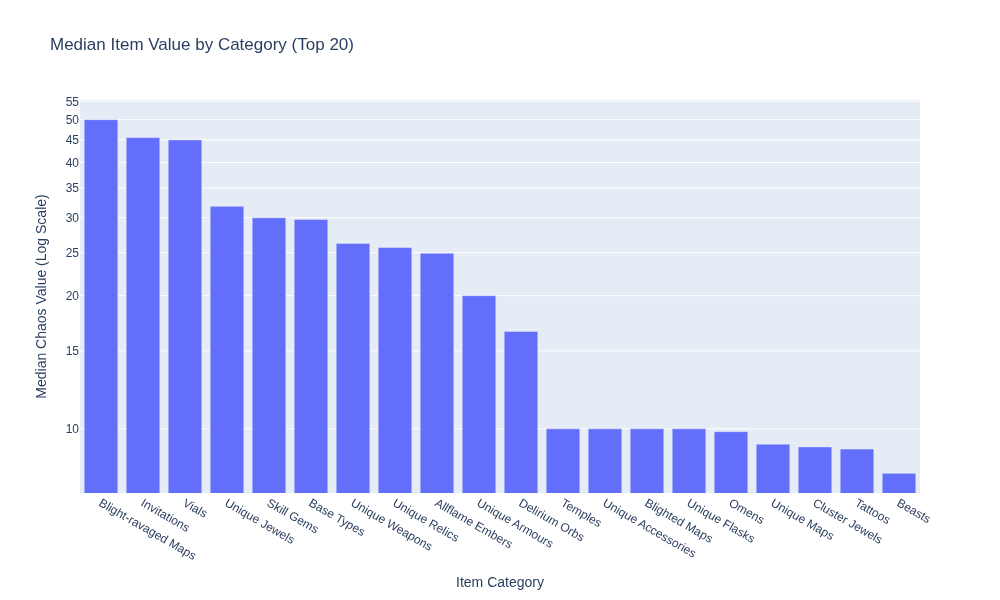 Median Item Value by Category (Top 20)
Median Chaos Value (Log Scale)
55
50
45
40
35
30
25
20
15
10
Blight-ravaged Maps
Invitations
Vials
Unique Jewels
Skill Gems
Base Types
Unique Weapons
Unique Relics
Allflame Embers
Unique Armours
Delirium Orbs
Temples
Unique Accessories
Blighted Maps
Unique Flasks
Omens
Unique Maps
Cluster Jewels
Tattoos
Beasts
Item Category